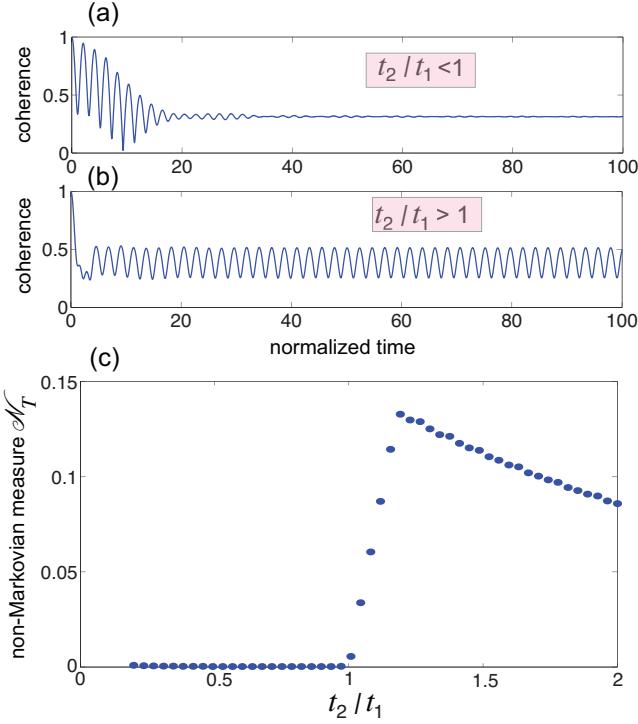 (a)
1
0.5
0
coherence
t₂ / t₁ <1
0 20 40 60 80 100
(b)
1
0.5
0
coherence
t₂ / t₁ > 1
0 20 40 60 80 100
normalized time
(c)
0.15
0.1
0.05
0
non-Markovian measure 𝒩_T
0 0.5 1 1.5 2
t₂ / t₁